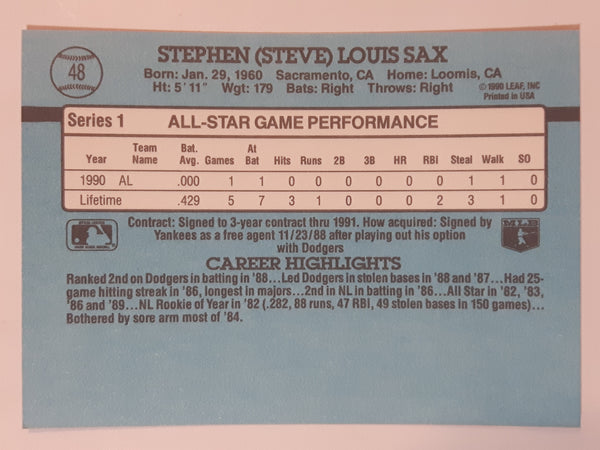 48
STEPHEN (STEVE) LOUIS SAX
Born: Jan. 29, 1960 Sacramento, CA Home: Loomis, CA
Ht: 5' 11" Wgt: 179 Bats: Right Throws: Right
©1990 LEAF, INC
Printed in USA
Series 1 ALL-STAR GAME PERFORMANCE
Year Team Name Bat. Avg. Games At Bat Hits Runs 2B 3B HR RBI Steal Walk SO
1990 AL .000 1 1 0 0 0 0 0 0 1 1 0
Lifetime .429 5 7 3 1 0 0 0 2 3 1 0
Contract: Signed to 3-year contract thru 1991. How acquired: Signed by
Yankees as a free agent 11/23/88 after playing out his option
with Dodgers
MLB
CAREER HIGHLIGHTS
Ranked 2nd on Dodgers in batting in '88...Led Dodgers in stolen bases in '88 and '87...Had 25-
game hitting streak in '86, longest in majors...2nd in NL in batting in '86...All Star in '82, '83,
'86 and '89...NL Rookie of Year in '82 (.282, 88 runs, 47 RBI, 49 stolen bases in 150 games)...
Bothered by sore arm most of '84.